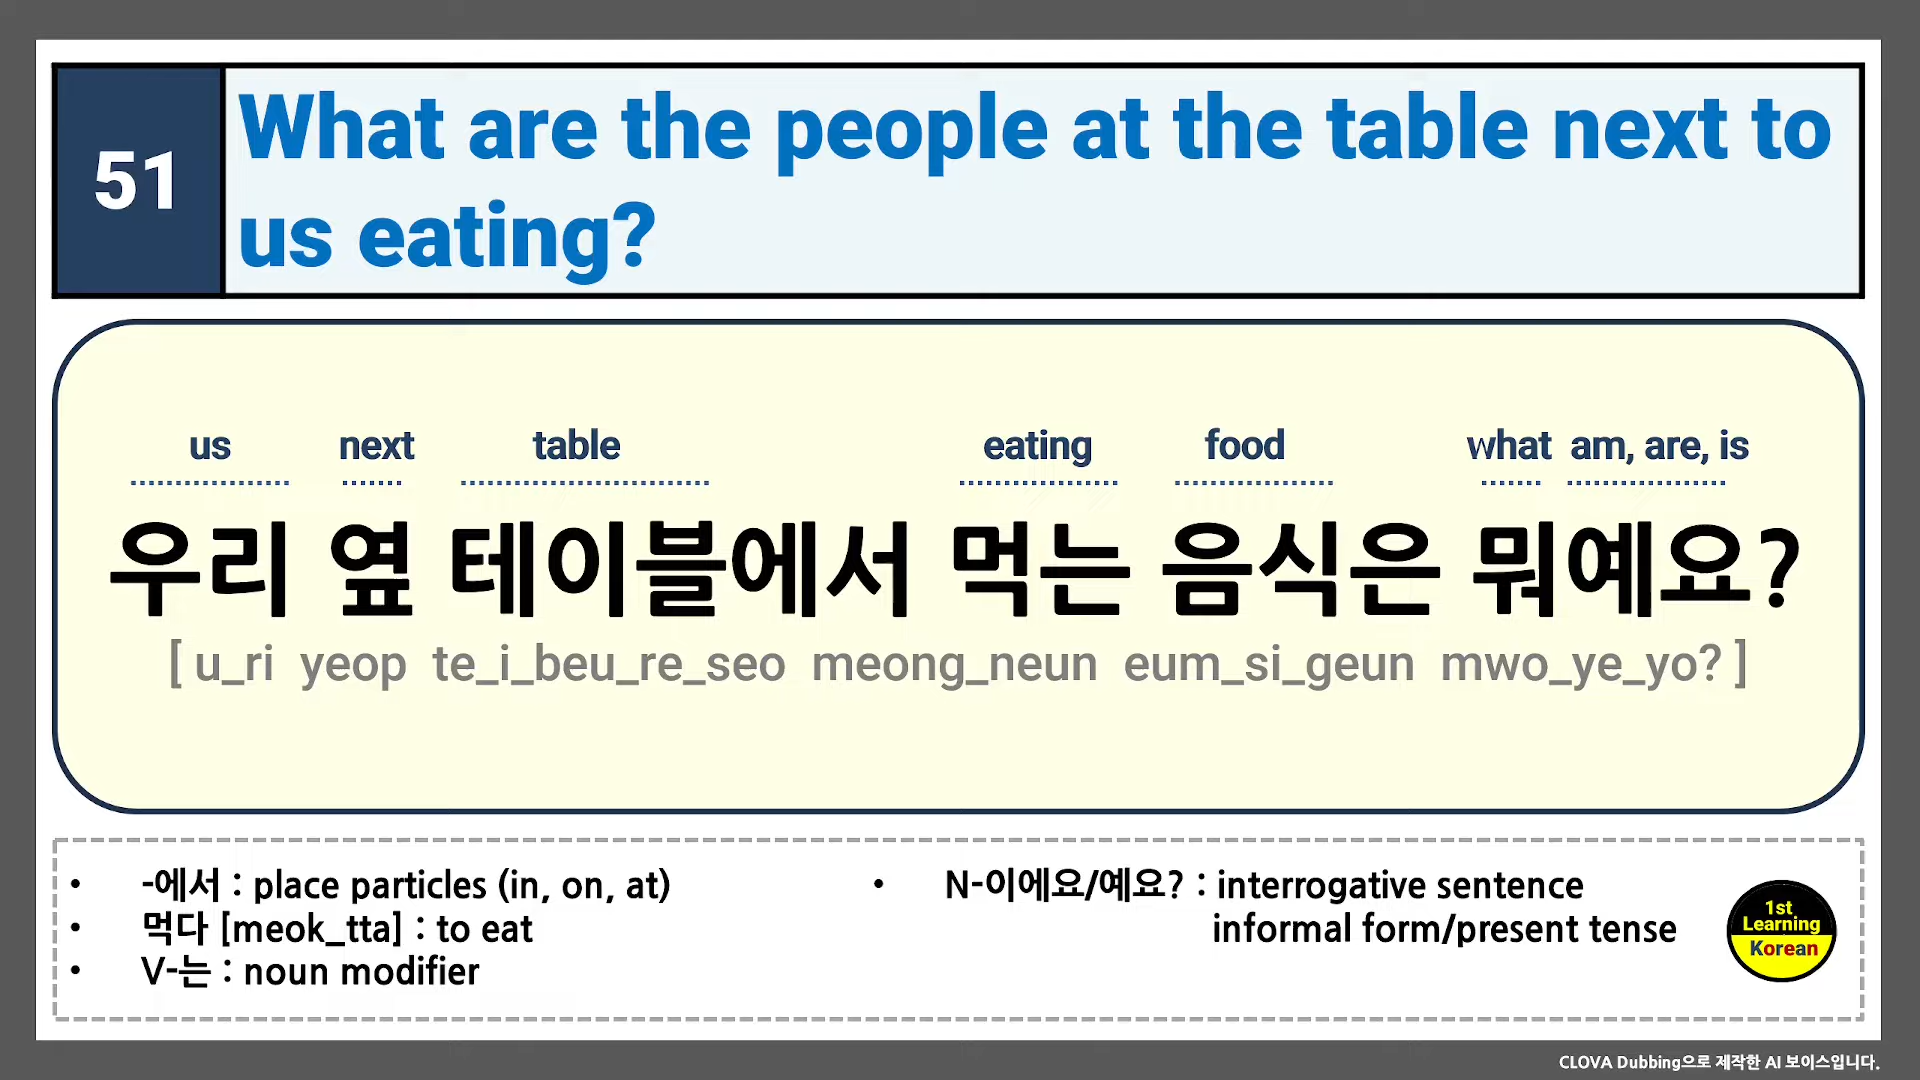 51
What are the people at the table next to
us eating?
us next table eating food what am, are, is
우리 옆 테이블에서 먹는 음식은 뭐예요?
[ u_ri yeop te_i_beu_re_seo meong_neun eum_si_geun mwo_ye_yo? ]
• -에서 : place particles (in, on, at)
• 먹다 [meok_tta] : to eat
• V-는 : noun modifier
• N-이에요/예요? : interrogative sentence
informal form/present tense
1st
Learning
Korean
CLOVA Dubbing으로 제작한 AI 보이스입니다.